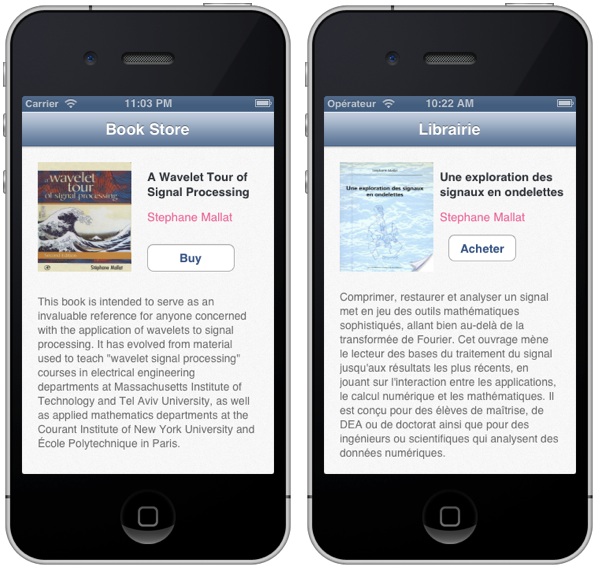 Carrier 11:03 PM
Book Store
a wavelet
tour
of signal processing
Stéphane Mallat
A Wavelet Tour of
Signal Processing
Stephane Mallat
Buy
This book is intended to serve as an
invaluable reference for anyone concerned
with the application of wavelets to signal
processing. It has evolved from material
used to teach "wavelet signal processing"
courses in electrical engineering
departments at Massachusetts Institute of
Technology and Tel Aviv University, as well
as applied mathematics departments at the
Courant Institute of New York University and
École Polytechnique in Paris.
Opérateur 10:22 AM
Librairie
Une exploration des signaux
en ondelettes
Une exploration des
signaux en ondelettes
Stephane Mallat
Acheter
Comprimer, restaurer et analyser un signal
met en jeu des outils mathématiques
sophistiqués, allant bien au-delà de la
transformée de Fourier. Cet ouvrage mène
le lecteur des bases du traitement du signal
jusqu'aux résultats les plus récents, en
jouant sur l'interaction entre les applications,
le calcul numérique et les mathématiques. Il
est conçu pour des élèves de maîtrise, de
DEA ou de doctorat ainsi que pour des
ingénieurs ou scientifiques qui analysent des
données numériques.